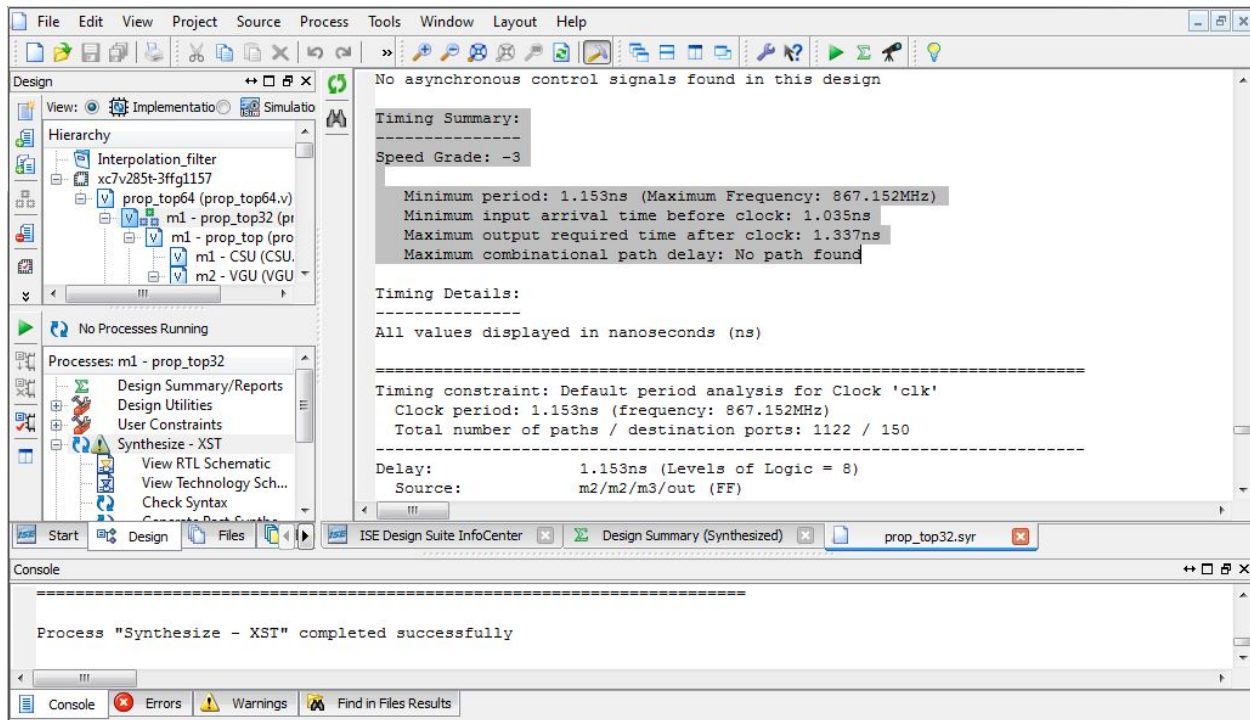 File Edit View Project Source Process Tools Window Layout Help
Design
View: Implementatio Simulatio
Hierarchy
Interpolation_filter
xc7v285t-3ffg1157
prop_top64 (prop_top64.v)
m1 - prop_top32 (pr
m1 - prop_top (pro
m1 - CSU (CSU.
m2 - VGU (VGU
No Processes Running
Processes: m1 - prop_top32
Design Summary/Reports
Design Utilities
User Constraints
Synthesize - XST
View RTL Schematic
View Technology Sch...
Check Syntax
Start Design Files
No asynchronous control signals found in this design
Timing Summary:
---------------
Speed Grade: -3
Minimum period: 1.153ns (Maximum Frequency: 867.152MHz)
Minimum input arrival time before clock: 1.035ns
Maximum output required time after clock: 1.337ns
Maximum combinational path delay: No path found
Timing Details:
---------------
All values displayed in nanoseconds (ns)
=========================================================================
Timing constraint: Default period analysis for Clock 'clk'
Clock period: 1.153ns (frequency: 867.152MHz)
Total number of paths / destination ports: 1122 / 150
-------------------------------------------------------------------------
Delay: 1.153ns (Levels of Logic = 8)
Source: m2/m2/m3/out (FF)
ISE Design Suite InfoCenter Design Summary (Synthesized) prop_top32.syr
Console
=========================================================================
Process "Synthesize - XST" completed successfully
Console Errors Warnings Find in Files Results